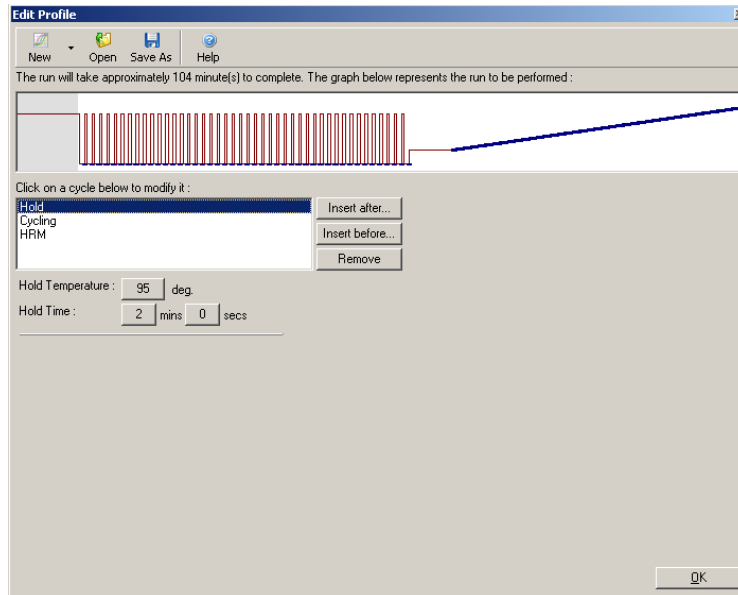 Edit Profile
New Open Save As Help
The run will take approximately 104 minute(s) to complete. The graph below represents the run to be performed :
Click on a cycle below to modify it :
Hold
Cycling
HRM
Insert after...
Insert before...
Remove
Hold Temperature : 95 deg.
Hold Time : 2 mins 0 secs
OK